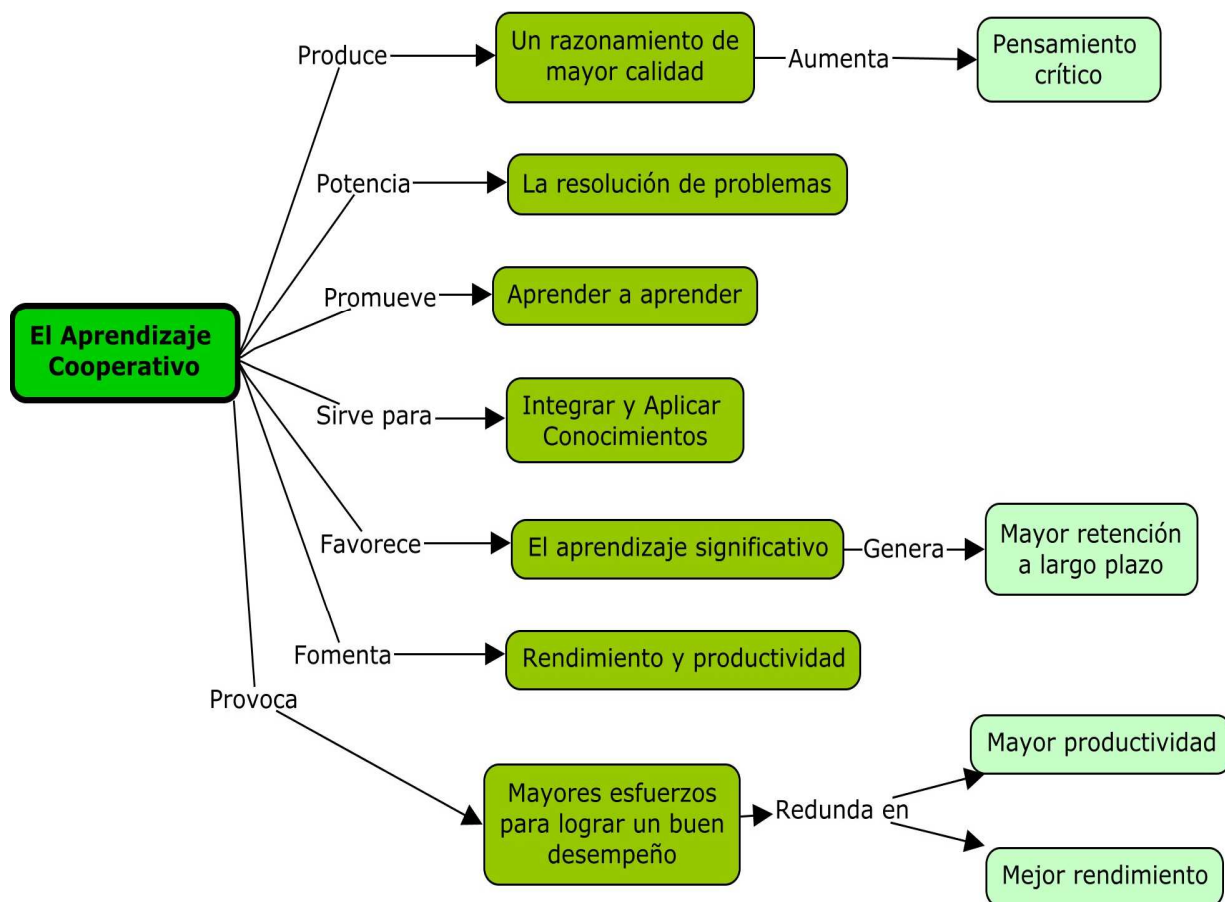 El Aprendizaje
Cooperativo
Produce
Un razonamiento de
mayor calidad
Aumenta
Pensamiento
crítico
Potencia
La resolución de problemas
Promueve
Aprender a aprender
Sirve para
Integrar y Aplicar
Conocimientos
Favorece
El aprendizaje significativo
Genera
Mayor retención
a largo plazo
Fomenta
Rendimiento y productividad
Provoca
Mayores esfuerzos
para lograr un buen
desempeño
Redunda en
Mayor productividad
Mejor rendimiento